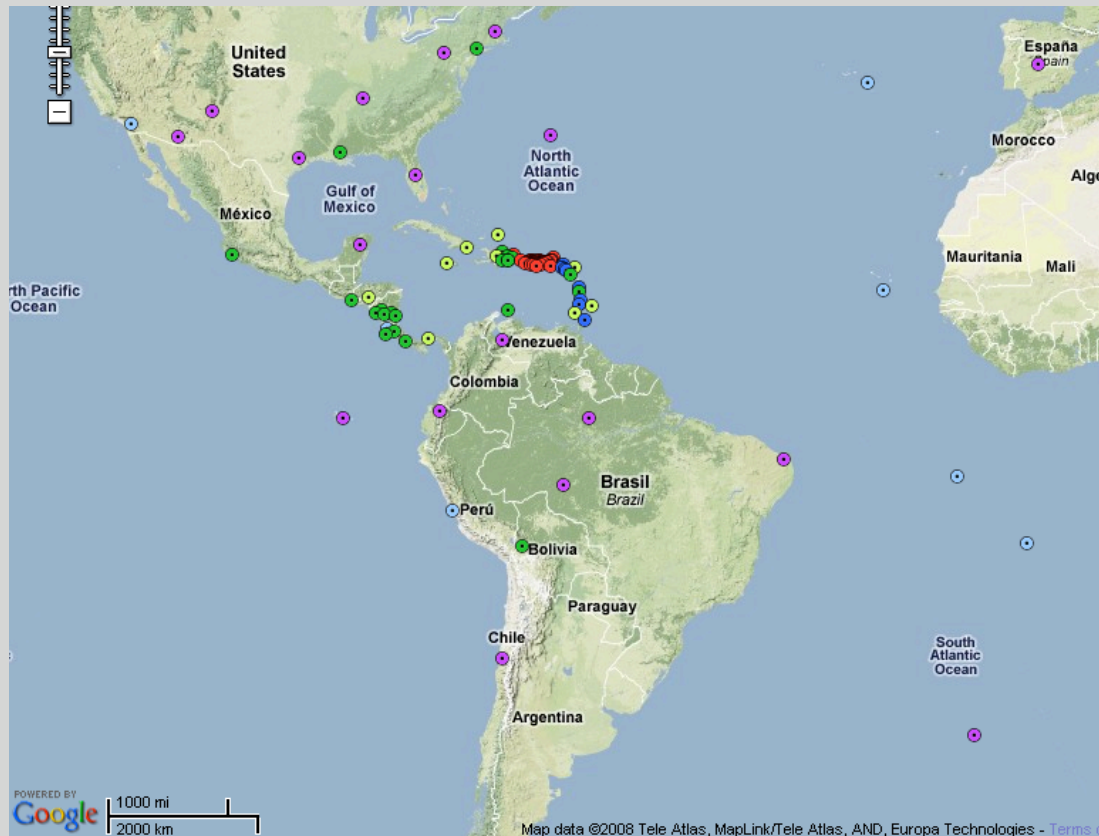 United
States
España
Spain
Morocco
North
Atlantic
Ocean
Alge
Gulf of
Mexico
México
Mauritania
Mali
rth Pacific
Ocean
Venezuela
Colombia
Brasil
Brazil
Perú
Bolivia
Paraguay
Chile
South
Atlantic
Ocean
Argentina
POWERED BY
Google
1000 mi
2000 km
Map data ©2008 Tele Atlas, MapLink/Tele Atlas, AND, Europa Technologies - Terms o